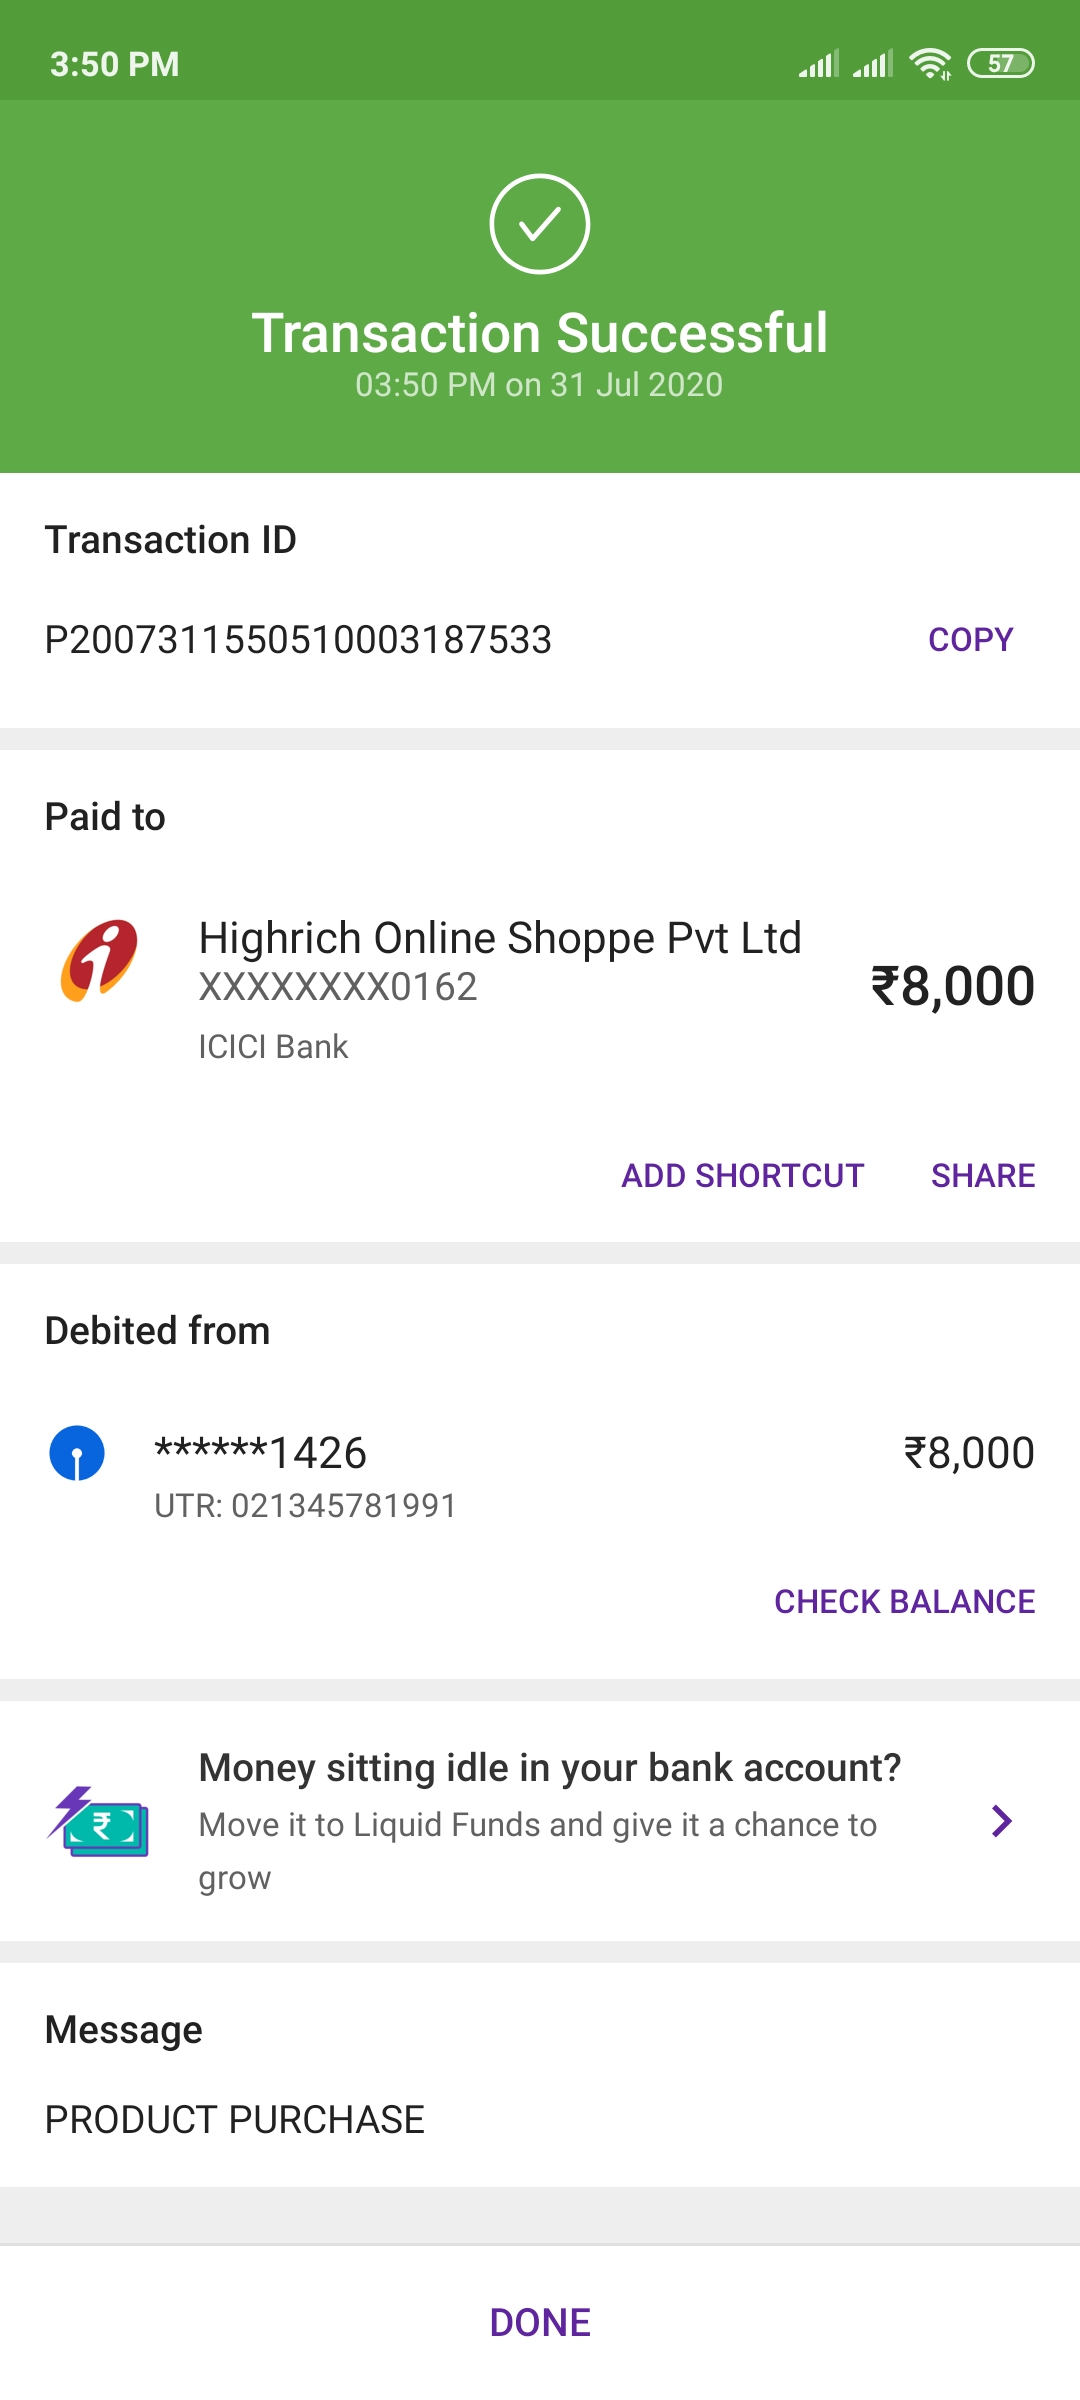 3:50 PM
57
Transaction Successful
03:50 PM on 31 Jul 2020
Transaction ID
P2007311550510003187533
COPY
Paid to
Highrich Online Shoppe Pvt Ltd
XXXXXXXX0162
₹8,000
ICICI Bank
ADD SHORTCUT SHARE
Debited from
******1426
₹8,000
UTR: 021345781991
CHECK BALANCE
Money sitting idle in your bank account?
Move it to Liquid Funds and give it a chance to
grow
Message
PRODUCT PURCHASE
DONE